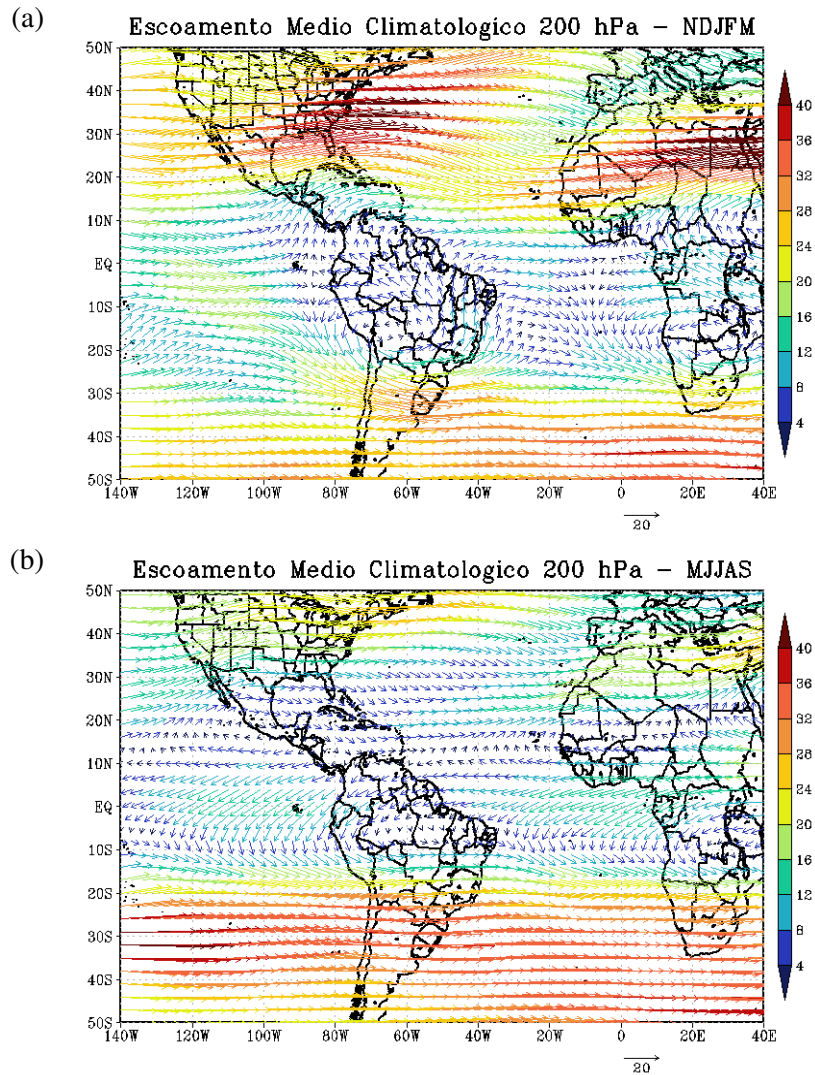 (a)
Escoamento Medio Climatologico 200 hPa – NDJFM
50N
40N
30N
20N
10N
EQ
10S
20S
30S
40S
50S
140W 120W 100W 80W 60W 40W 20W 0 20E 40E
40
36
32
28
24
20
16
12
8
4
20
(b)
Escoamento Medio Climatologico 200 hPa – MJJAS
50N
40N
30N
20N
10N
EQ
10S
20S
30S
40S
50S
140W 120W 100W 80W 60W 40W 20W 0 20E 40E
40
36
32
28
24
20
16
12
8
4
20